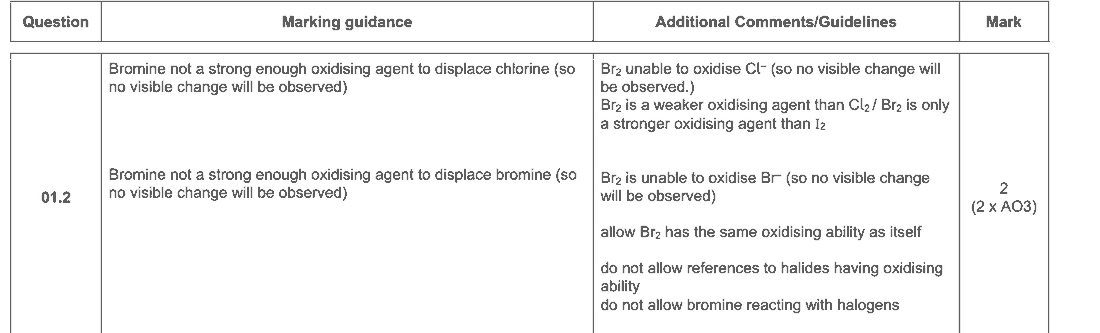 Question Marking guidance Additional Comments/Guidelines Mark
Bromine not a strong enough oxidising agent to displace chlorine (so
no visible change will be observed)
Br₂ unable to oxidise Cl⁻ (so no visible change will
be observed.)
Br₂ is a weaker oxidising agent than Cl₂ / Br₂ is only
a stronger oxidising agent than I₂
01.2
Bromine not a strong enough oxidising agent to displace bromine (so
no visible change will be observed)
Br₂ is unable to oxidise Br⁻ (so no visible change
will be observed)
allow Br₂ has the same oxidising ability as itself
do not allow references to halides having oxidising
ability
do not allow bromine reacting with halogens
2
(2 x AO3)